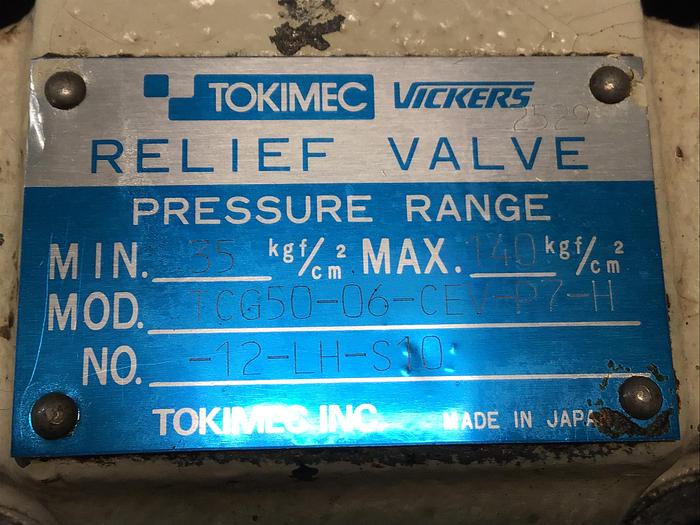 TOKIMEC VICKERS
2529
RELIEF VALVE
PRESSURE RANGE
MIN. 35 kgf/cm² MAX. 140 kgf/cm²
MOD. TCG50-06-CEV-P7-H
NO. -12-LH-S10
TOKIMEC INC. MADE IN JAPA